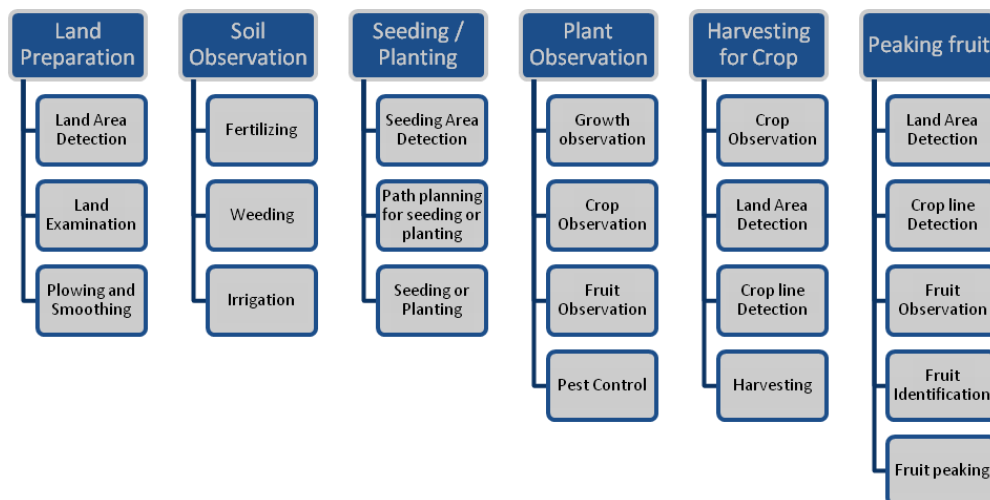 Land
Preparation
Land Area
Detection
Land
Examination
Plowing and
Smoothing
Soil
Observation
Fertilizing
Weeding
Irrigation
Seeding /
Planting
Seeding Area
Detection
Path planning
for seeding or
planting
Seeding or
Planting
Plant
Observation
Growth
observation
Crop
Observation
Fruit
Observation
Pest Control
Harvesting
for Crop
Crop
Observation
Land Area
Detection
Crop line
Detection
Harvesting
Peaking fruit
Land Area
Detection
Crop line
Detection
Fruit
Observation
Fruit
Identification
Fruit peaking